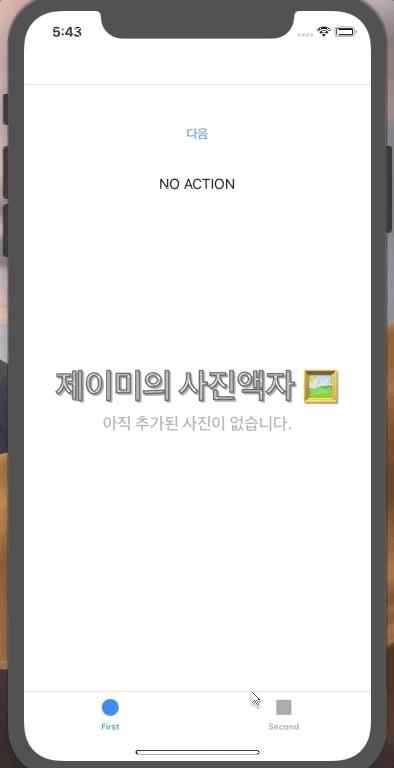 5:43
다음
NO ACTION
제이미의 사진액자 🖼️
아직 추가된 사진이 없습니다.
First
Second